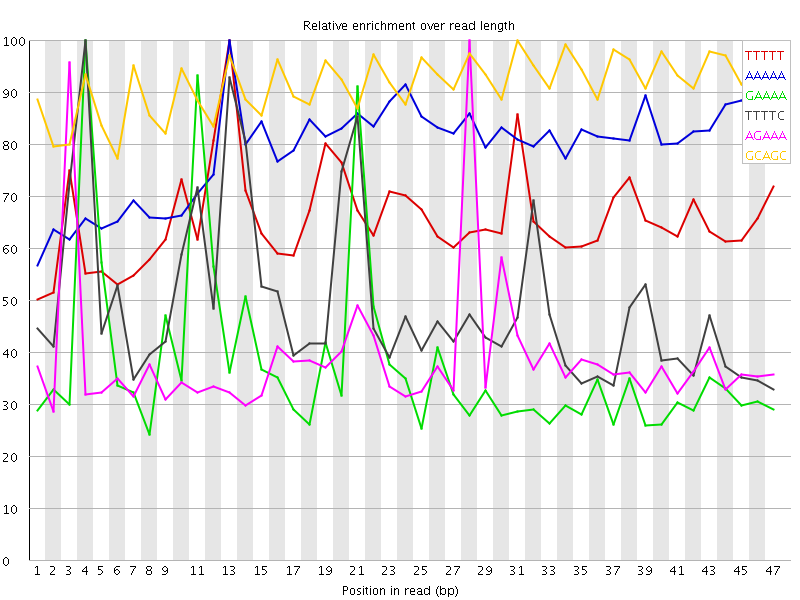 Relative enrichment over read length
100
90
80
70
60
50
40
30
20
10
0
TTTTT
AAAAA
GAAAA
TTTTC
AGAAA
GCAGC
1 2 3 4 5 6 7 8 9 11 13 15 17 19 21 23 25 27 29 31 33 35 37 39 41 43 45 47
Position in read (bp)